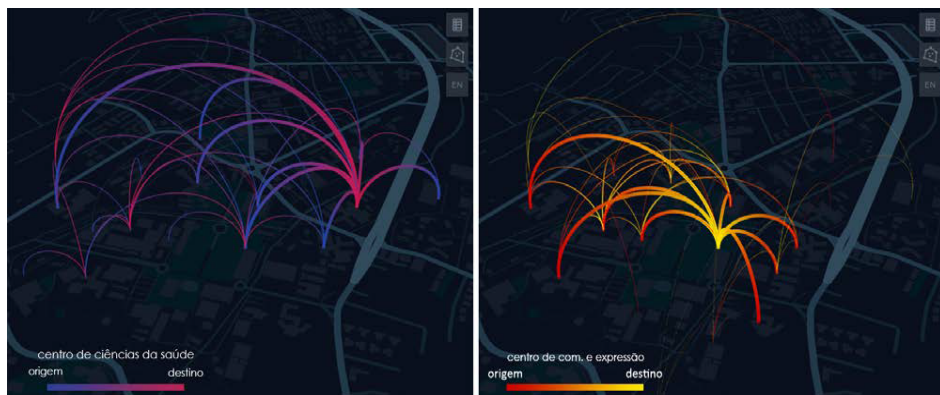 EN
centro de ciências da saúde
origem destino
EN
centro de com. e expressão
origem destino